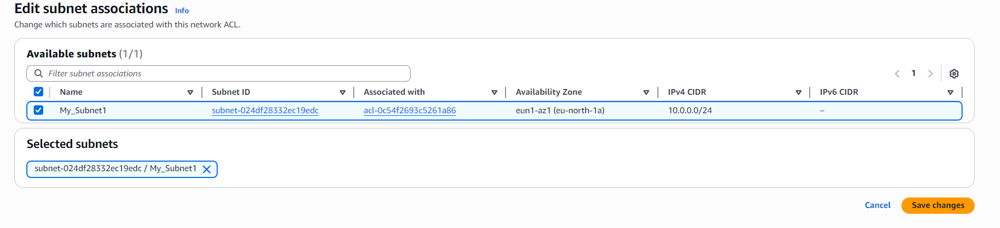 Edit subnet associations Info
Change which subnets are associated with this network ACL.
Available subnets (1/1)
Filter subnet associations
1
Name Subnet ID Associated with Availability Zone IPv4 CIDR IPv6 CIDR
My_Subnet1 subnet-024df28332ec19edc acl-0c54f2693c5261a86 eun1-az1 (eu-north-1a) 10.0.0.0/24 –
Selected subnets
subnet-024df28332ec19edc / My_Subnet1
Cancel Save changes